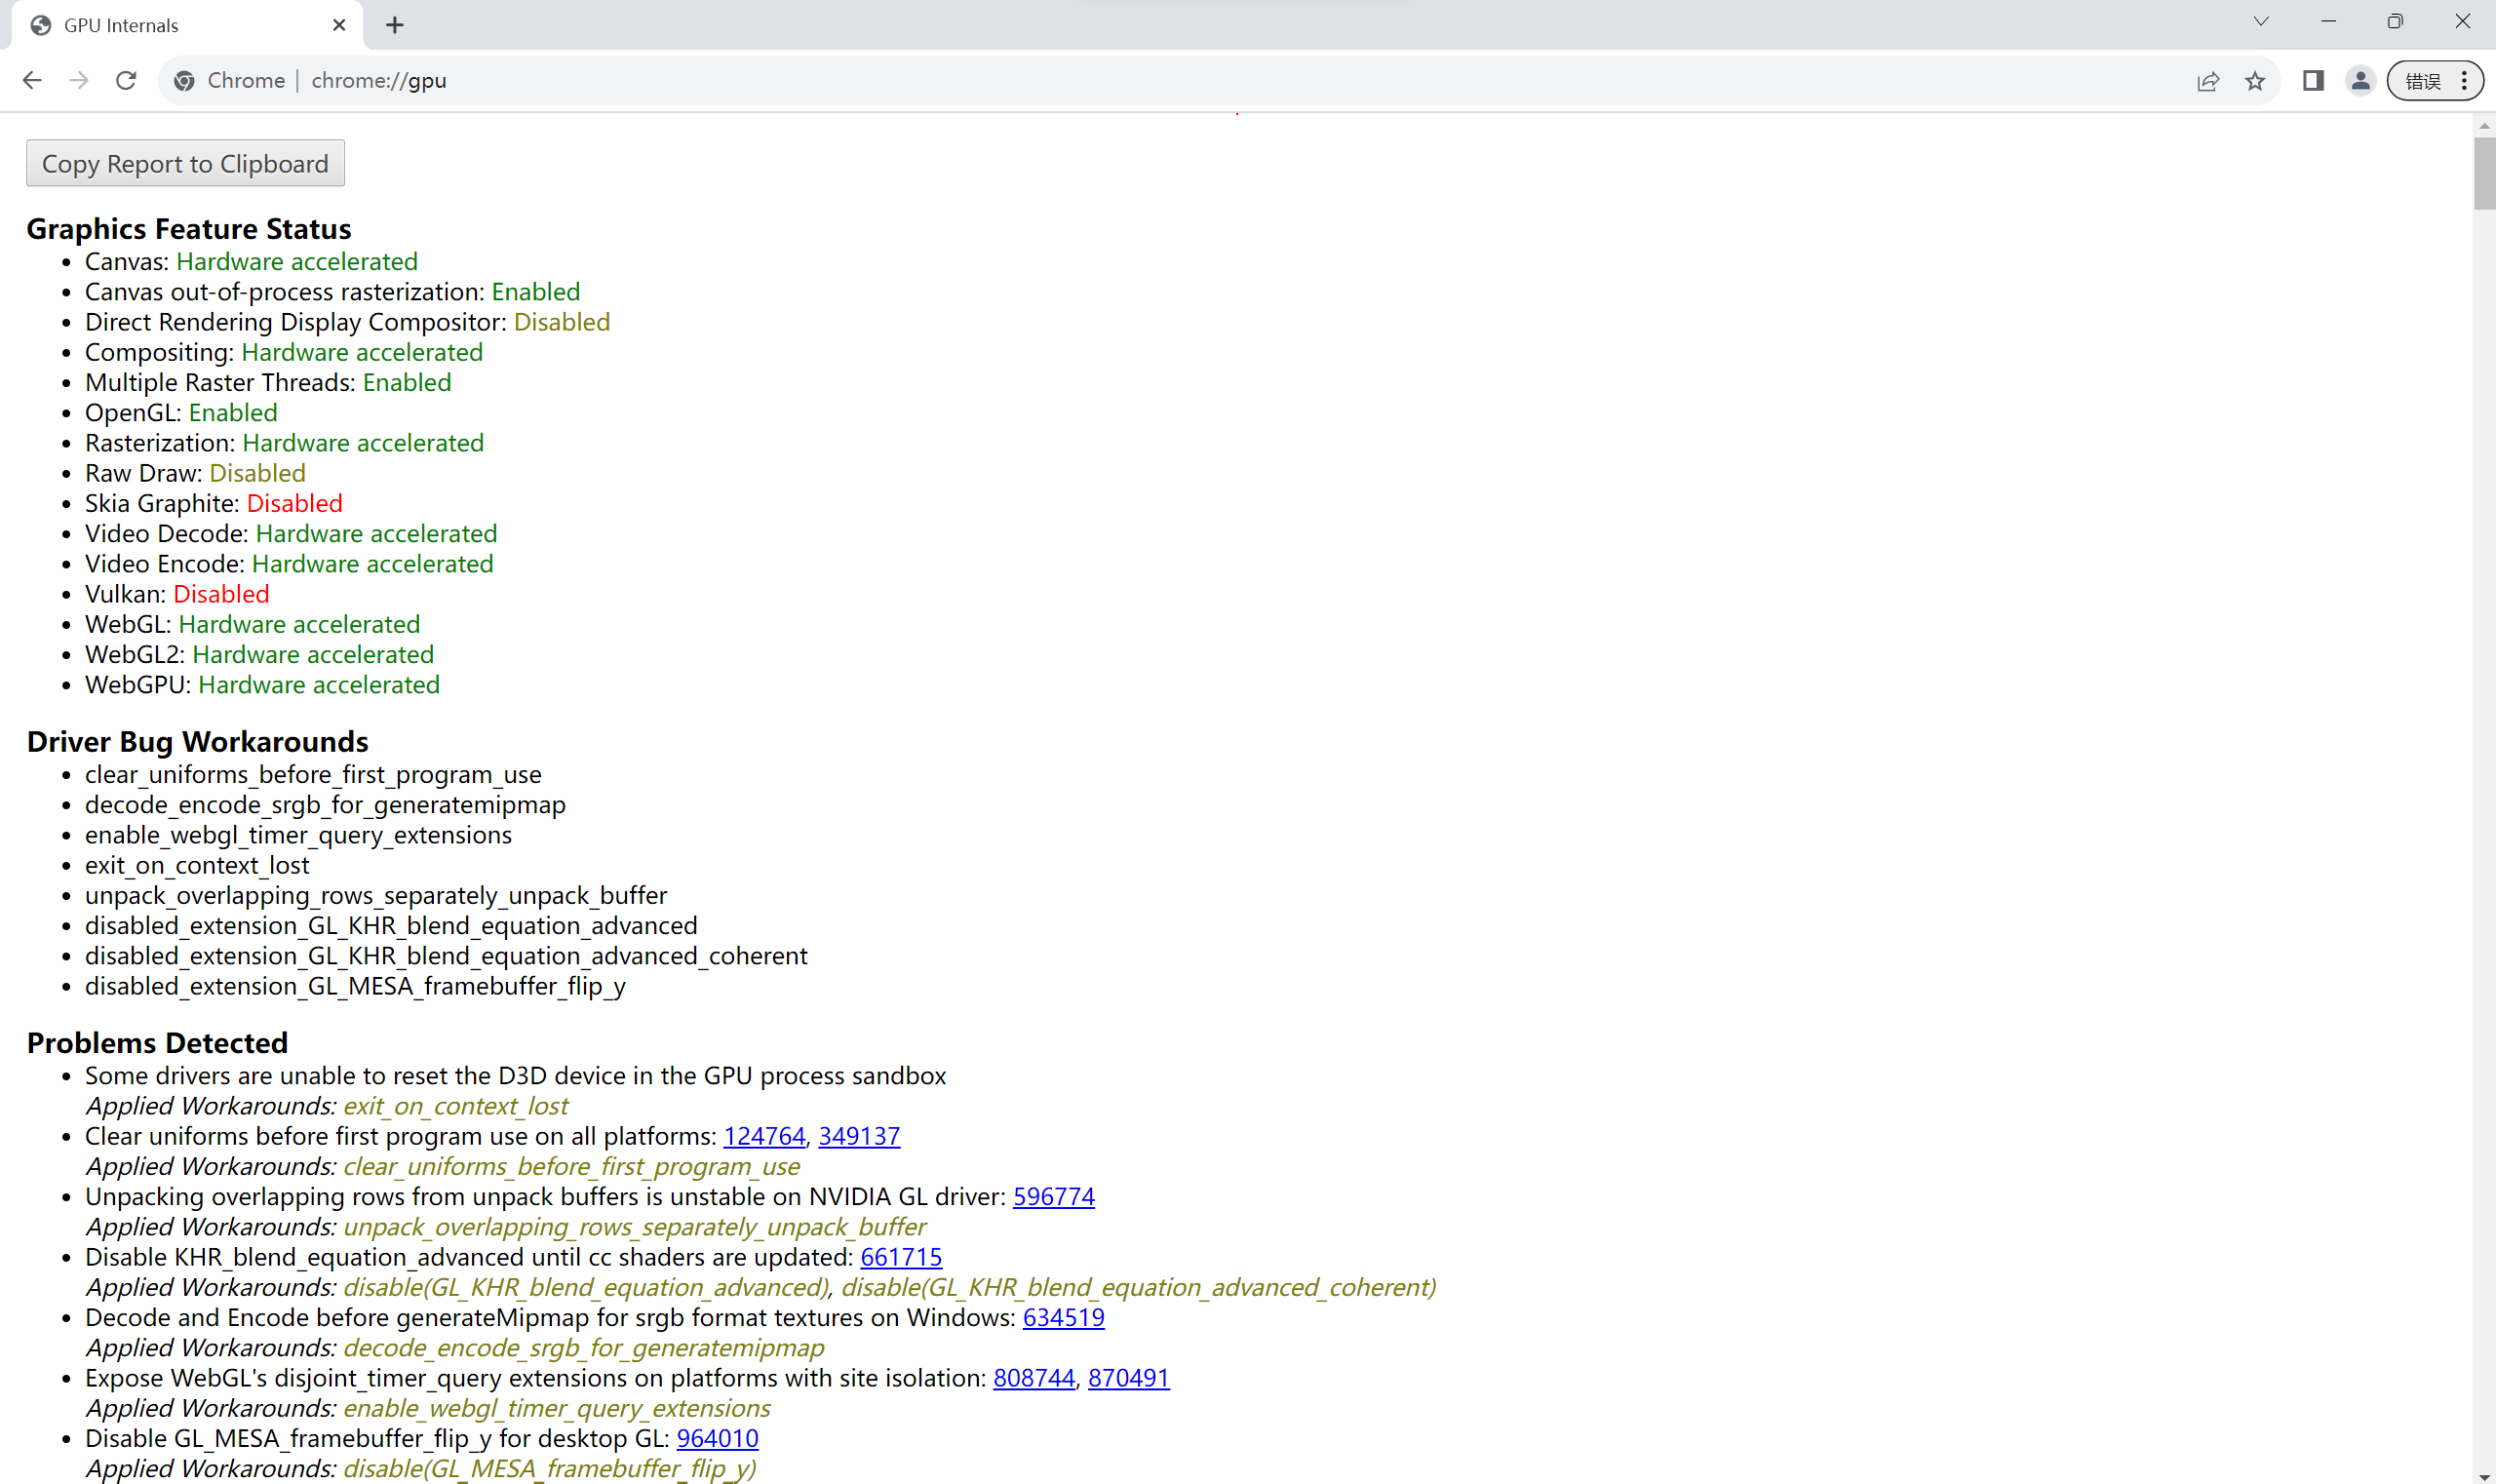 GPU Internals
Chrome | chrome://gpu
错误
Copy Report to Clipboard
Graphics Feature Status
Canvas: Hardware accelerated
Canvas out-of-process rasterization: Enabled
Direct Rendering Display Compositor: Disabled
Compositing: Hardware accelerated
Multiple Raster Threads: Enabled
OpenGL: Enabled
Rasterization: Hardware accelerated
Raw Draw: Disabled
Skia Graphite: Disabled
Video Decode: Hardware accelerated
Video Encode: Hardware accelerated
Vulkan: Disabled
WebGL: Hardware accelerated
WebGL2: Hardware accelerated
WebGPU: Hardware accelerated
Driver Bug Workarounds
clear_uniforms_before_first_program_use
decode_encode_srgb_for_generatemipmap
enable_webgl_timer_query_extensions
exit_on_context_lost
unpack_overlapping_rows_separately_unpack_buffer
disabled_extension_GL_KHR_blend_equation_advanced
disabled_extension_GL_KHR_blend_equation_advanced_coherent
disabled_extension_GL_MESA_framebuffer_flip_y
Problems Detected
Some drivers are unable to reset the D3D device in the GPU process sandbox
Applied Workarounds: exit_on_context_lost
Clear uniforms before first program use on all platforms: 124764, 349137
Applied Workarounds: clear_uniforms_before_first_program_use
Unpacking overlapping rows from unpack buffers is unstable on NVIDIA GL driver: 596774
Applied Workarounds: unpack_overlapping_rows_separately_unpack_buffer
Disable KHR_blend_equation_advanced until cc shaders are updated: 661715
Applied Workarounds: disable(GL_KHR_blend_equation_advanced), disable(GL_KHR_blend_equation_advanced_coherent)
Decode and Encode before generateMipmap for srgb format textures on Windows: 634519
Applied Workarounds: decode_encode_srgb_for_generatemipmap
Expose WebGL's disjoint_timer_query extensions on platforms with site isolation: 808744, 870491
Applied Workarounds: enable_webgl_timer_query_extensions
Disable GL_MESA_framebuffer_flip_y for desktop GL: 964010
Applied Workarounds: disable(GL_MESA_framebuffer_flip_y)